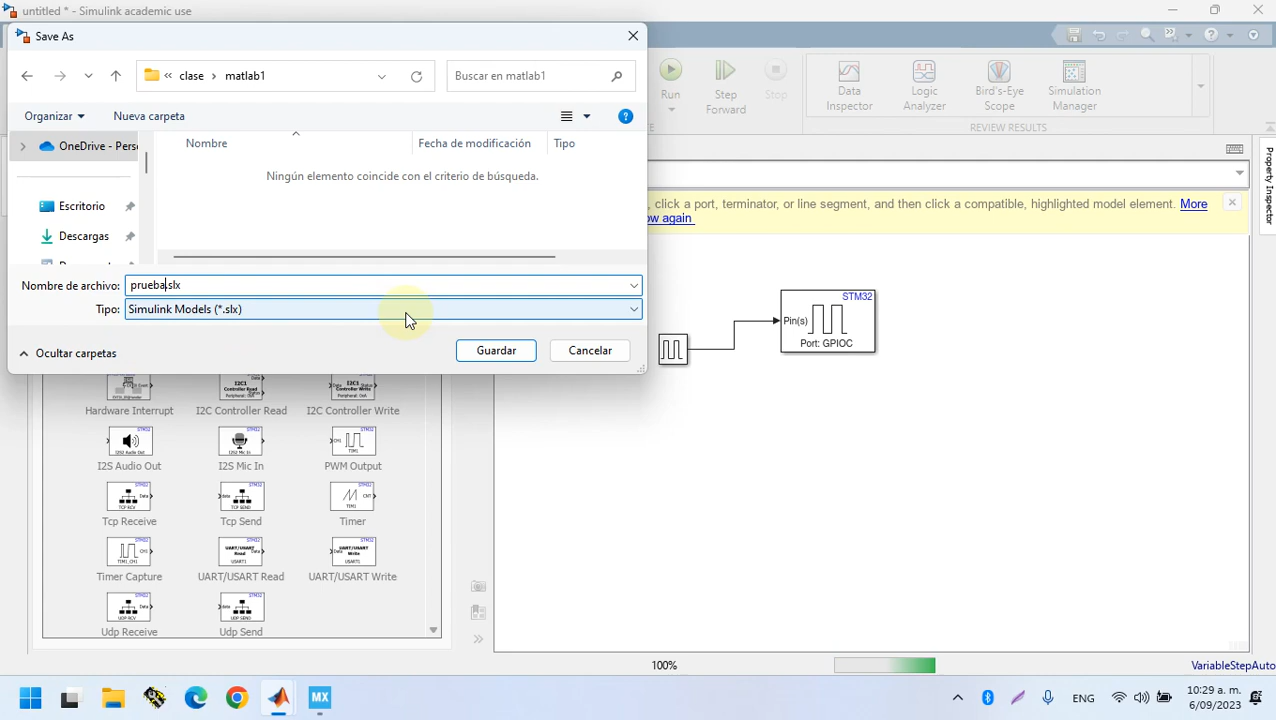 untitled * - Simulink academic use
Save As
« clase > matlab1
Buscar en matlab1
Organizar
Nueva carpeta
Nombre
Fecha de modificación
Tipo
OneDrive - Pers
Ningún elemento coincide con el criterio de búsqueda.
Escritorio
Descargas
Nombre de archivo: prueba.slx
Tipo: Simulink Models (*.slx)
Ocultar carpetas
Guardar
Cancelar
Run
Step
Forward
Stop
Data
Inspector
Logic
Analyzer
Bird's-Eye
Scope
Simulation
Manager
REVIEW RESULTS
Property Inspector
, click a port, terminator, or line segment, and then click a compatible, highlighted model element. More
ow again
STM32
Pin(s)
Port: GPIOC
Hardware Interrupt
I2C Controller Read
I2C Controller Write
I2S Audio Out
I2S Mic In
PWM Output
Tcp Receive
Tcp Send
Timer
Timer Capture
UART/USART Read
UART/USART Write
Udp Receive
Udp Send
100%
VariableStepAuto
MX
ENG
10:29 a. m.
6/09/2023